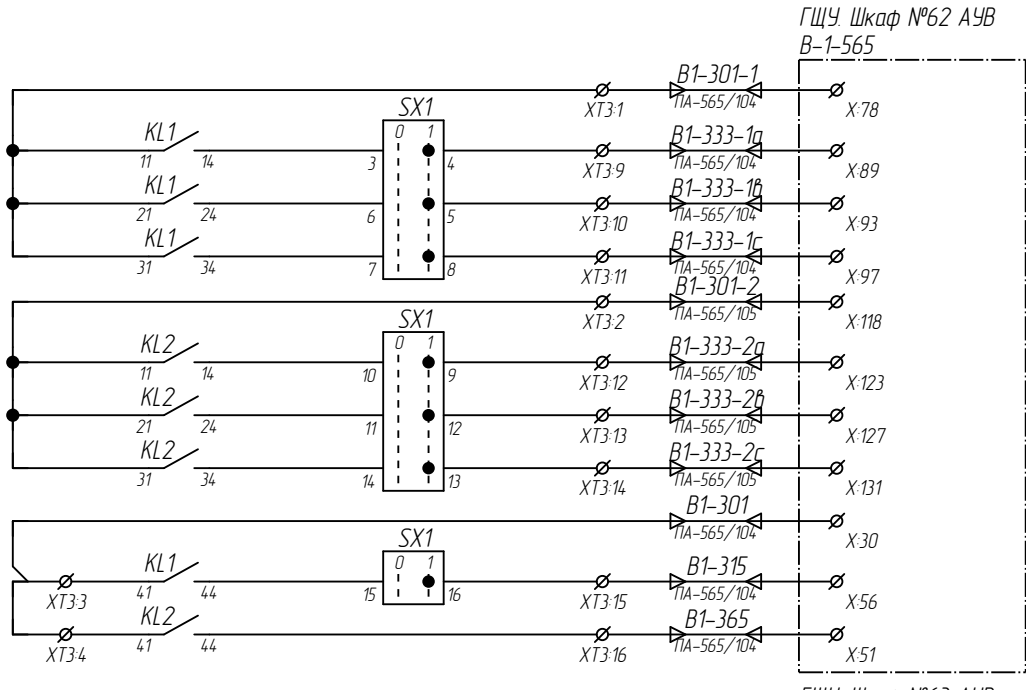 ГЩУ. Шкаф №62 АУВ
В-1-565
В1-301-1
ХТ3:1 ПА-565/104 Х:78
SX1
0 1
KL1 В1-333-1а
11 14 3 4 ХТ3:9 ПА-565/104 Х:89
KL1 В1-333-1в
21 24 6 5 ХТ3:10 ПА-565/104 Х:93
KL1 В1-333-1с
31 34 7 8 ХТ3:11 ПА-565/104 Х:97
В1-301-2
ХТ3:2 ПА-565/105 Х:118
SX1
0 1
KL2 В1-333-2а
11 14 10 9 ХТ3:12 ПА-565/105 Х:123
KL2 В1-333-2в
21 24 11 12 ХТ3:13 ПА-565/105 Х:127
KL2 В1-333-2с
31 34 14 13 ХТ3:14 ПА-565/105 Х:131
В1-301
ПА-565/104 Х:30
SX1
0 1
KL1 В1-315
ХТ3:3 41 44 15 16 ХТ3:15 ПА-565/104 Х:56
KL2 В1-365
ХТ3:4 41 44 ХТ3:16 ПА-565/104 Х:51